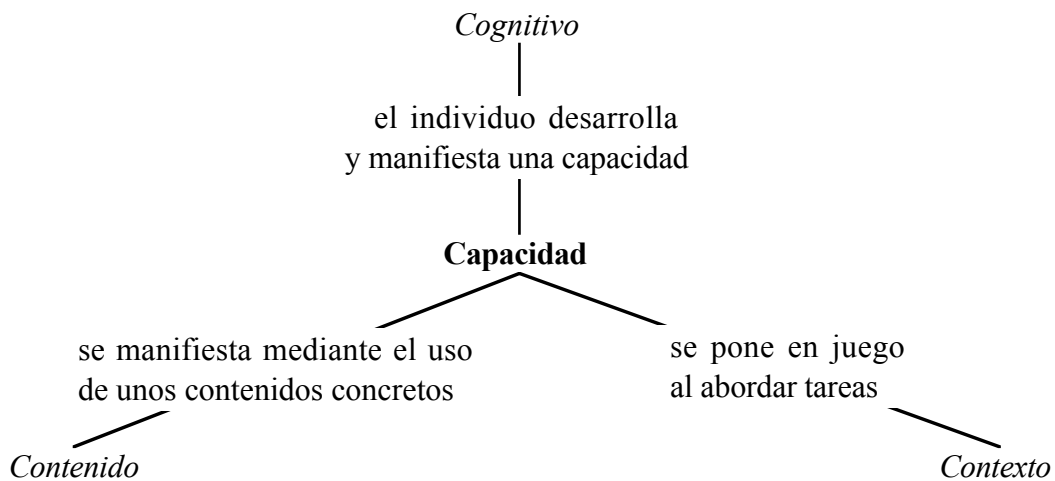 Cognitivo
el individuo desarrolla
y manifiesta una capacidad
Capacidad
se manifiesta mediante el uso
de unos contenidos concretos
se pone en juego
al abordar tareas
Contenido
Contexto